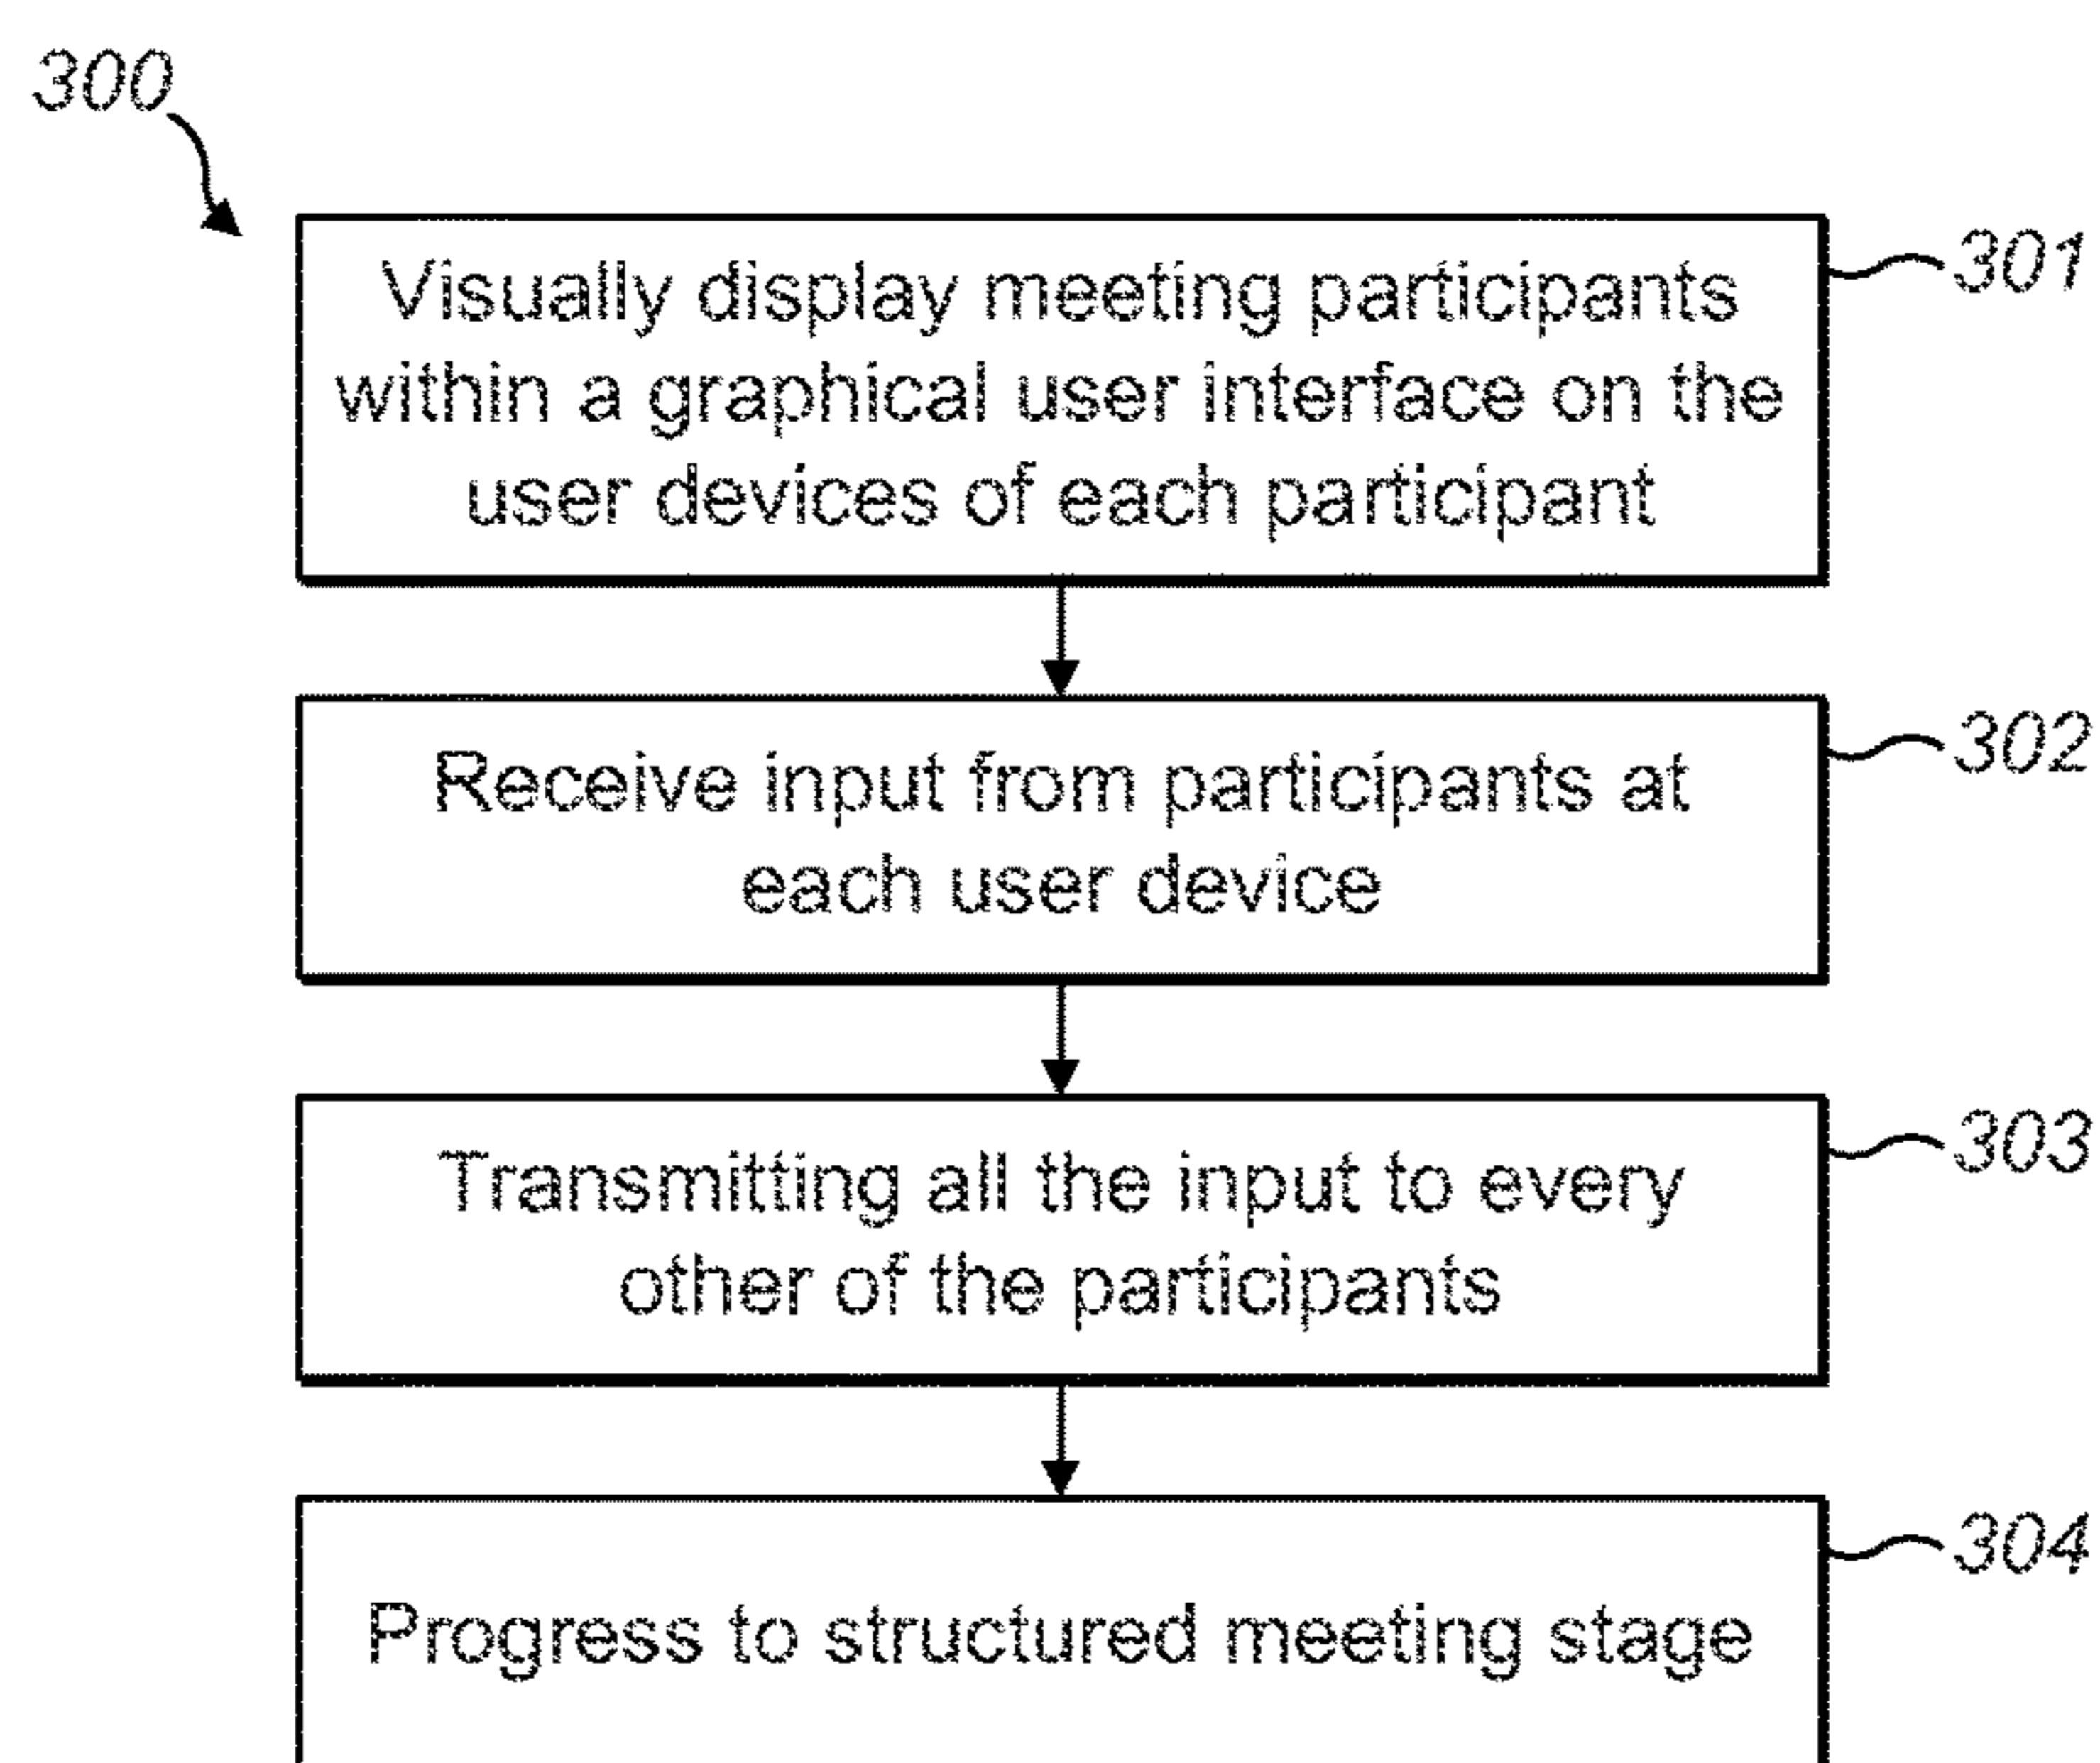 300
Visually display meeting participants
within a graphical user interface on the
user devices of each participant
301
Receive input from participants at
each user device
302
Transmitting all the input to every
other of the participants
303
Progress to structured meeting stage
304